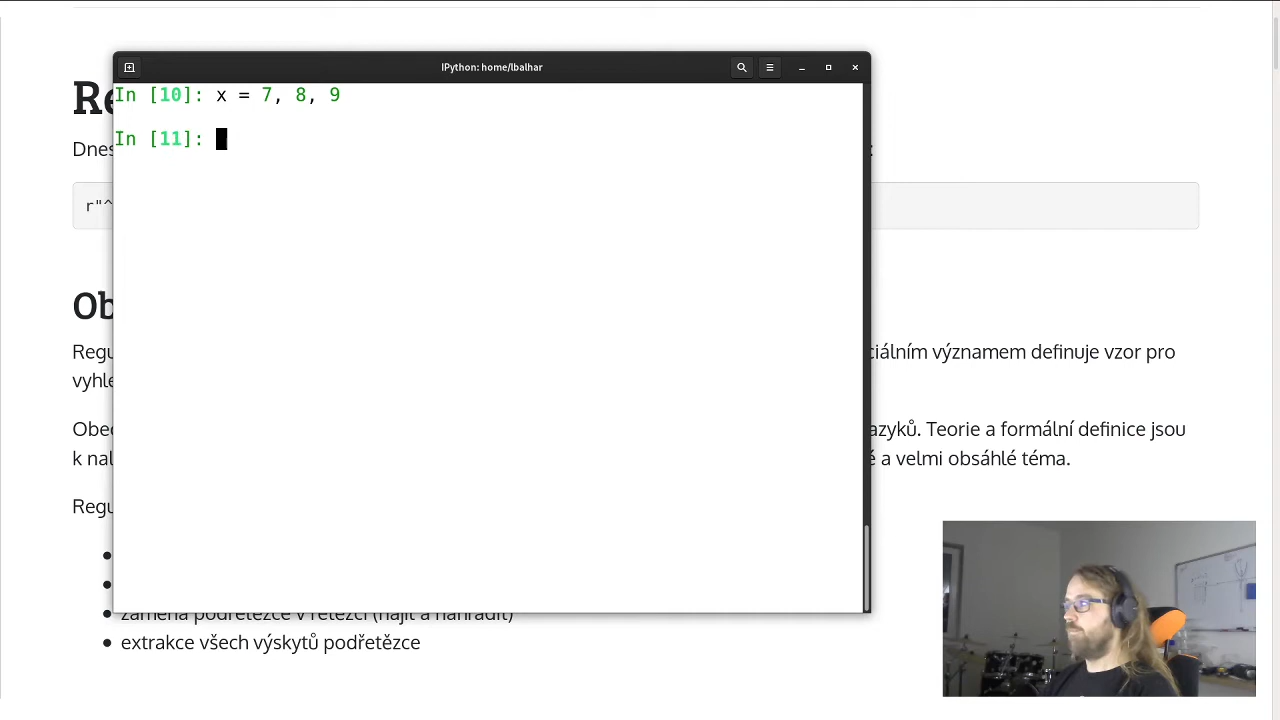 IPython: home/lbalhar
In [10]: x = 7, 8, 9
In [11]:
Re
Dnes
r"^
Ob
Regu
ciálním významem definuje vzor pro
vyhle
Obec
azyků. Teorie a formální definice jsou
k nal
é a velmi obsáhlé téma.
Regu
záměna podřetězce v řetězci (najít a nahradit)
extrakce všech výskytů podřetězce